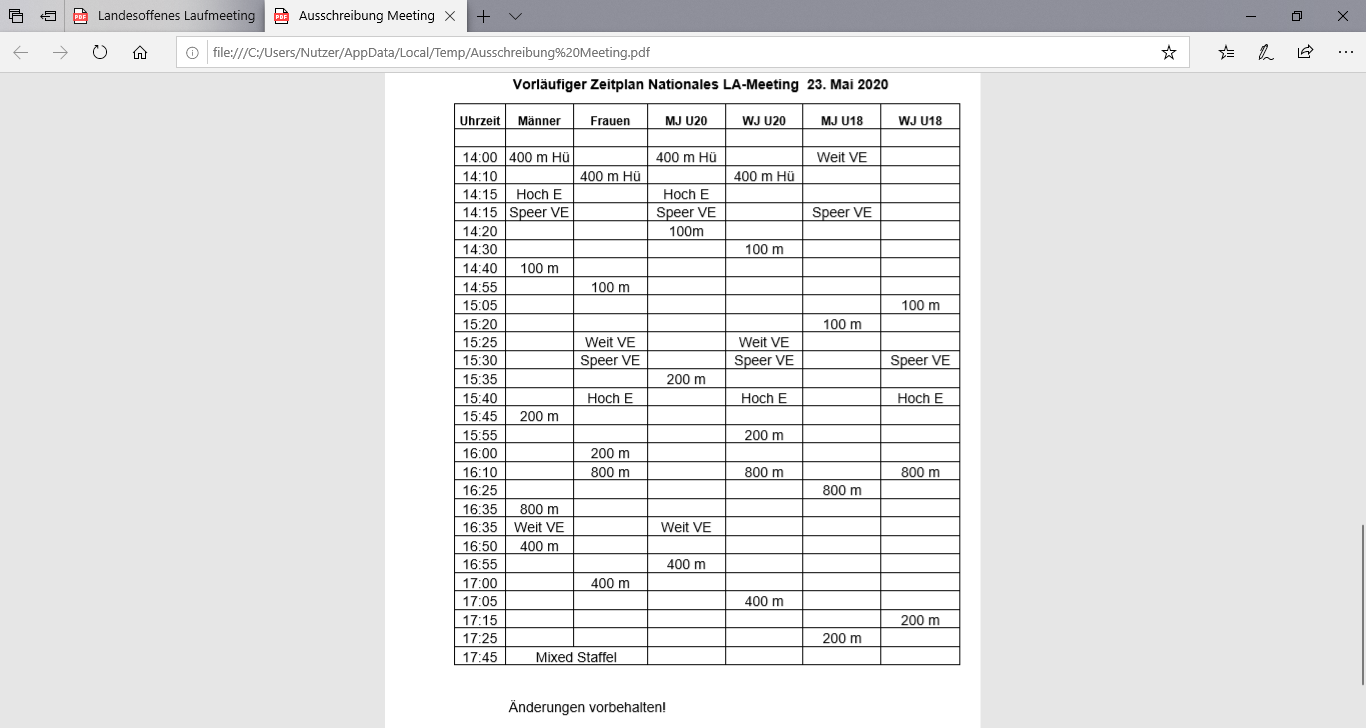 Landesoffenes Laufmeeting
Ausschreibung Meeting
file:///C:/Users/Nutzer/AppData/Local/Temp/Ausschreibung%20Meeting.pdf
Vorläufiger Zeitplan Nationales LA-Meeting 23. Mai 2020
Uhrzeit Männer Frauen MJ U20 WJ U20 MJ U18 WJ U18
14:00 400 m Hü 400 m Hü Weit VE
14:10 400 m Hü 400 m Hü
14:15 Hoch E Hoch E
14:15 Speer VE Speer VE Speer VE
14:20 100m
14:30 100 m
14:40 100 m
14:55 100 m
15:05 100 m
15:20 100 m
15:25 Weit VE Weit VE
15:30 Speer VE Speer VE Speer VE
15:35 200 m
15:40 Hoch E Hoch E Hoch E
15:45 200 m
15:55 200 m
16:00 200 m
16:10 800 m 800 m 800 m
16:25 800 m
16:35 800 m
16:35 Weit VE Weit VE
16:50 400 m
16:55 400 m
17:00 400 m
17:05 400 m
17:15 200 m
17:25 200 m
17:45 Mixed Staffel
Änderungen vorbehalten!